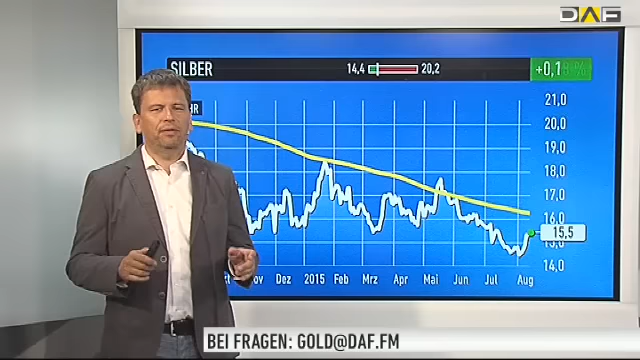 DAF
SILBER 14,4 20,2 +0,1
HR
21,0
20,0
19,0
18,0
17,0
16,0
15,5
15,0
14,0
Dez 2015 Feb Mrz Apr Mai Jun Jul Aug
BEI FRAGEN: GOLD@DAF.FM